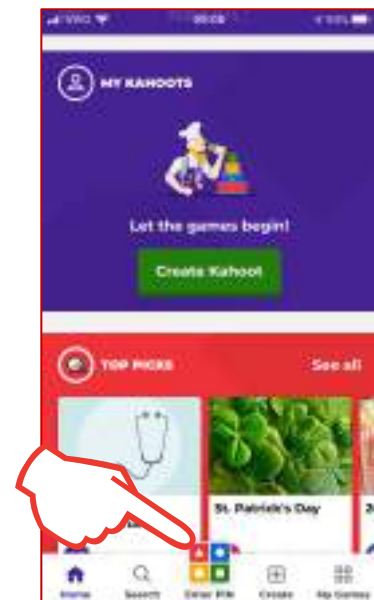 MY KAHOOTS
Let the games begin!
Create Kahoot
TOP PICKS
See all
St. Patrick's Day
Home
Search
Enter PIN
Create
My Games